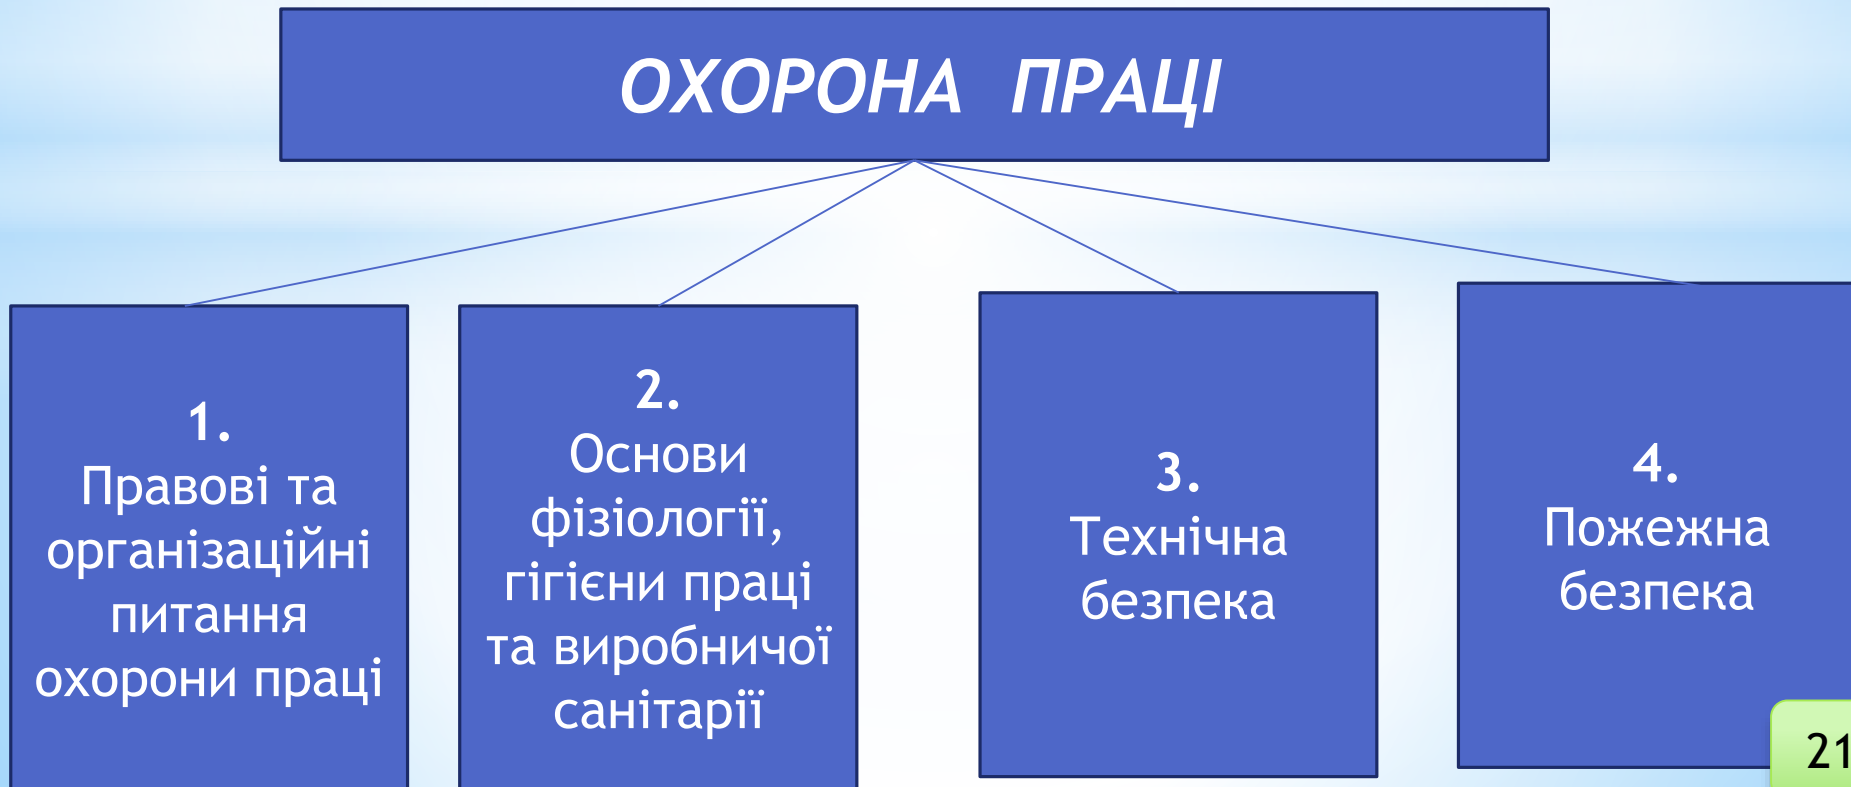 ОХОРОНА ПРАЦІ
1.
Правові та
організаційні
питання
охорони праці
2.
Основи
фізіології,
гігієни праці
та виробничої
санітарії
3.
Технічна
безпека
4.
Пожежна
безпека
21